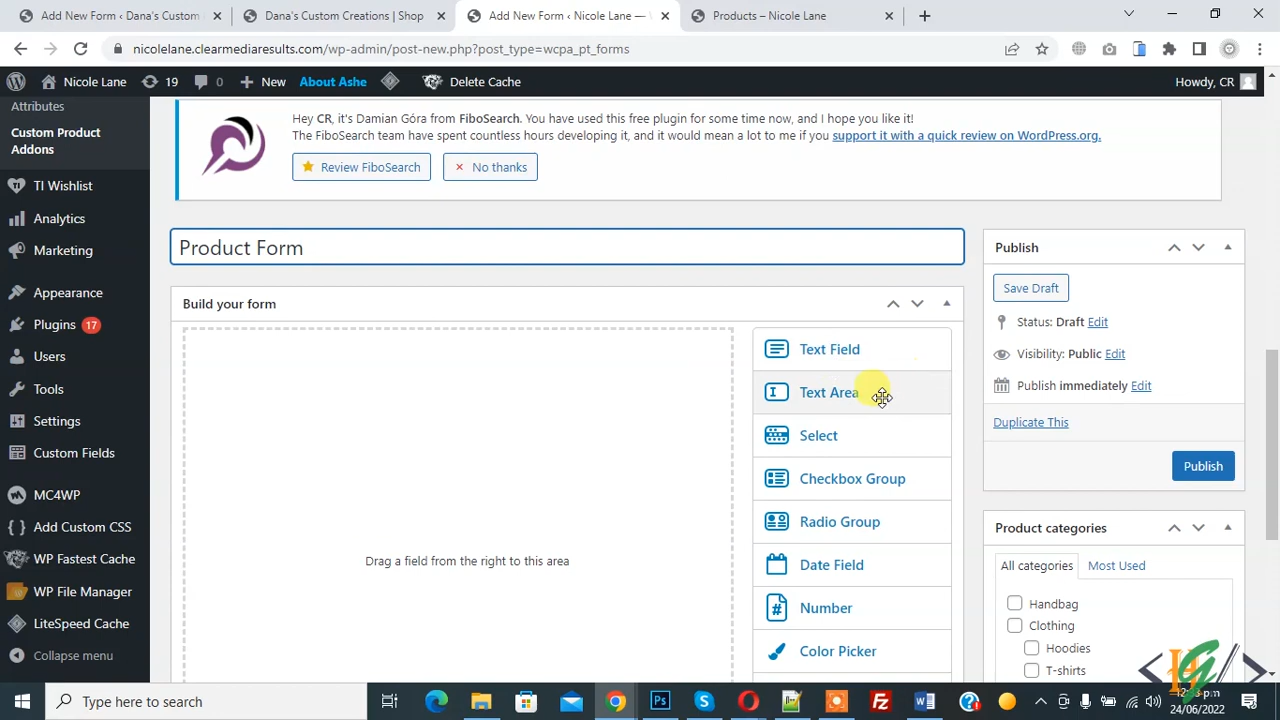 Add New Form ‹ Dana's Custom
Dana's Custom Creations | Shop
Add New Form ‹ Nicole Lane —
Products – Nicole Lane
nicolelane.clearmediaresults.com/wp-admin/post-new.php?post_type=wcpa_pt_forms
Nicole Lane
19
0
New
About Ashe
Delete Cache
Howdy, CR
Attributes
Custom Product
Addons
TI Wishlist
Analytics
Marketing
Appearance
Plugins 17
Users
Tools
Settings
Custom Fields
MC4WP
Add Custom CSS
WP Fastest Cache
WP File Manager
LiteSpeed Cache
Collapse menu
Hey CR, it's Damian Góra from FiboSearch. You have used this free plugin for some time now, and I hope you like it!
The FiboSearch team have spent countless hours developing it, and it would mean a lot to me if you support it with a quick review on WordPress.org.
Review FiboSearch
No thanks
Product Form
Build your form
Drag a field from the right to this area
Text Field
Text Area
Select
Checkbox Group
Radio Group
Date Field
Number
Color Picker
Publish
Save Draft
Status: Draft Edit
Visibility: Public Edit
Publish immediately Edit
Duplicate This
Publish
Product categories
All categories
Most Used
Handbag
Clothing
Hoodies
T-shirts
Type here to search
24/06/2022